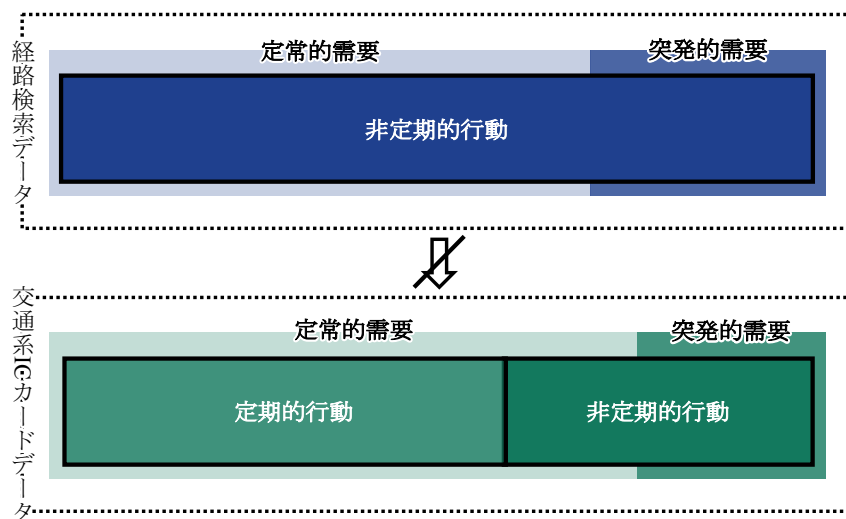 経路検索データ
定常的需要
突発的需要
非定期的行動
交通系ICカードデータ
定常的需要
突発的需要
定期的行動
非定期的行動